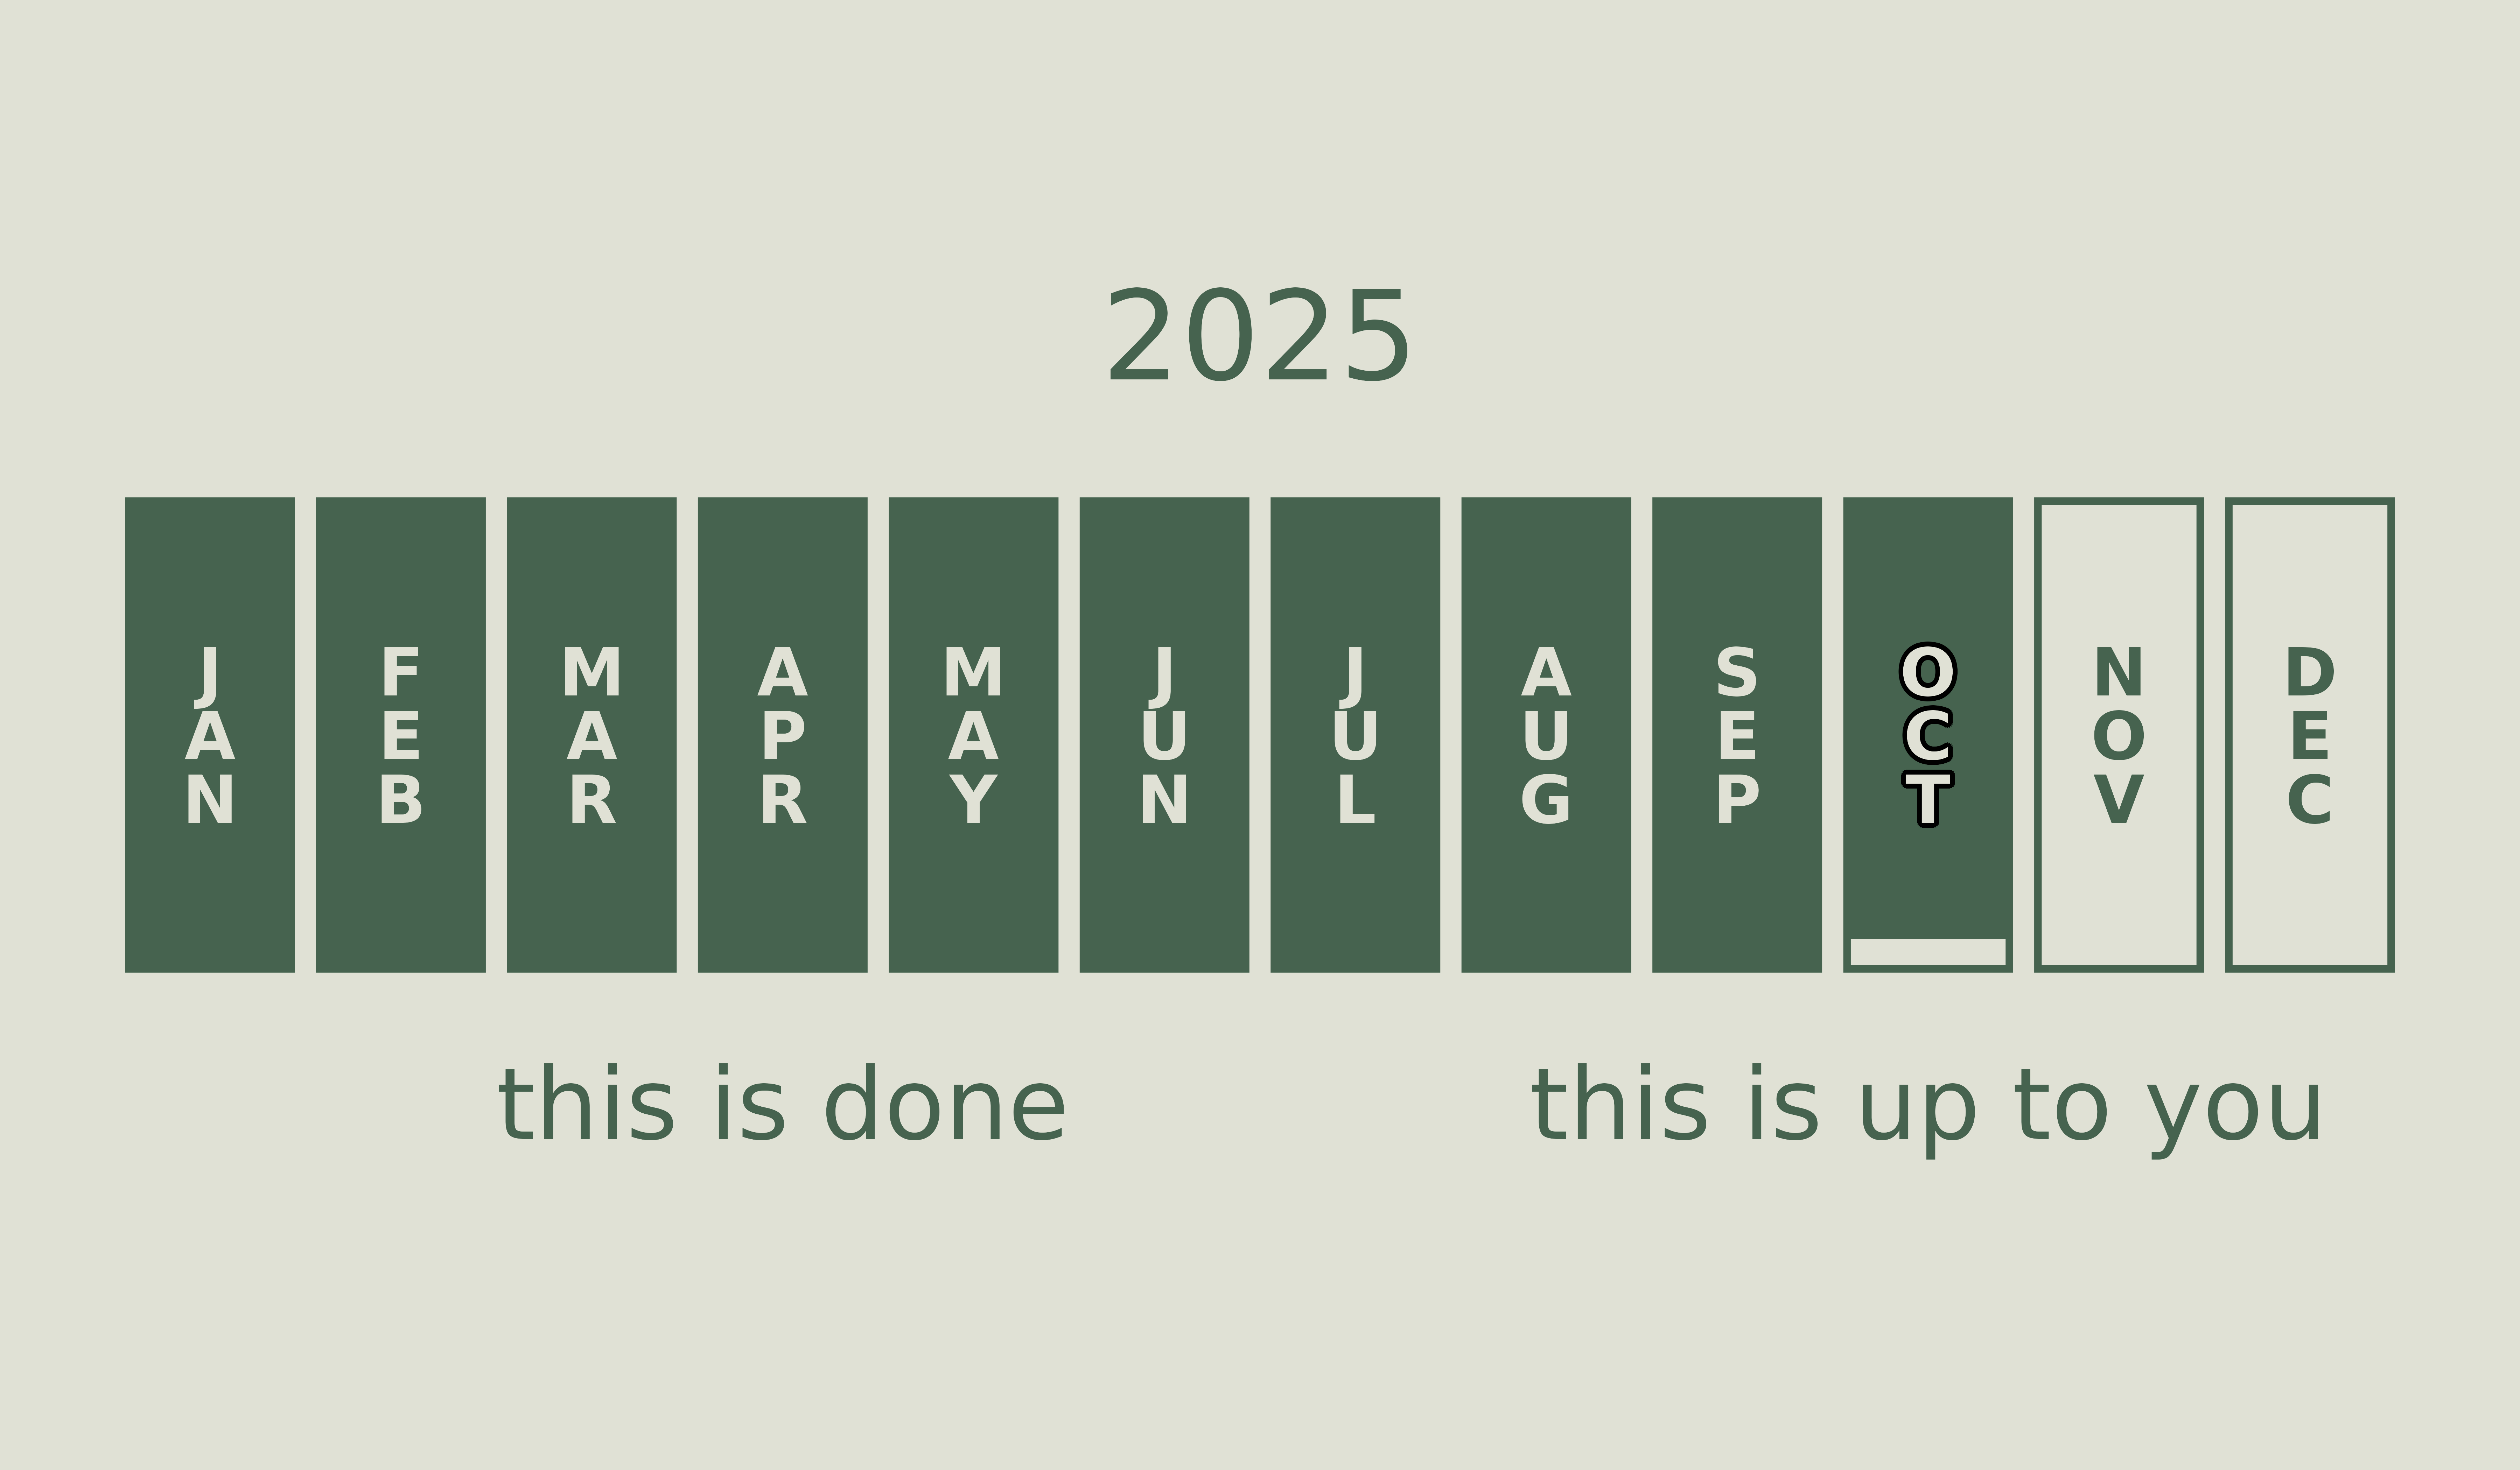 2025
JAN
FEB
MAR
APR
MAY
JUN
JUL
AUG
SEP
OCT
NOV
DEC
this is done
this is up to you